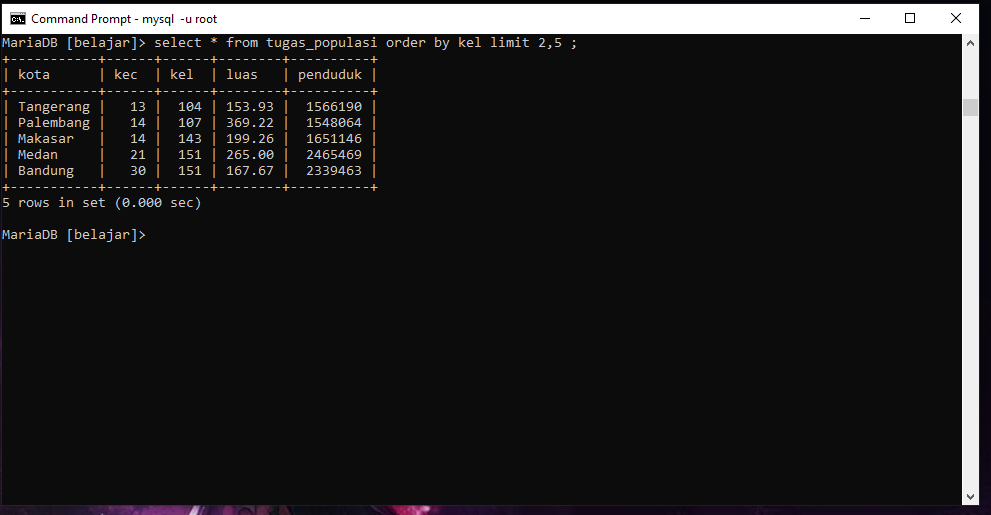 Command Prompt - mysql -u root
MariaDB [belajar]> select * from tugas_populasi order by kel limit 2,5 ;
+-----------+------+------+--------+----------+
| kota      | kec  | kel  | luas   | penduduk |
+-----------+------+------+--------+----------+
| Tangerang |   13 |  104 | 153.93 |  1566190 |
| Palembang |   14 |  107 | 369.22 |  1548064 |
| Makasar   |   14 |  143 | 199.26 |  1651146 |
| Medan     |   21 |  151 | 265.00 |  2465469 |
| Bandung   |   30 |  151 | 167.67 |  2339463 |
+-----------+------+------+--------+----------+
5 rows in set (0.000 sec)
MariaDB [belajar]>